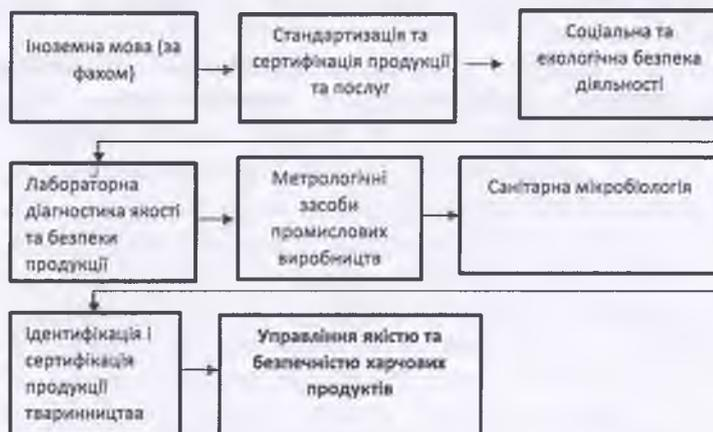 Іноземна мова (за
фахом)
Стандартизація та
сертифікація продукції
та послуг
Соціальна та
екологічна безпека
діяльності
Лабораторна
діагностика якості
та безпеки
продукції
Метрологічні
засоби
промислових
виробництв
Санітарна мікробіологія
Ідентифікація і
сертифікація
продукції
тваринництва
Управління якістю та
безпечністю харчових
продуктів